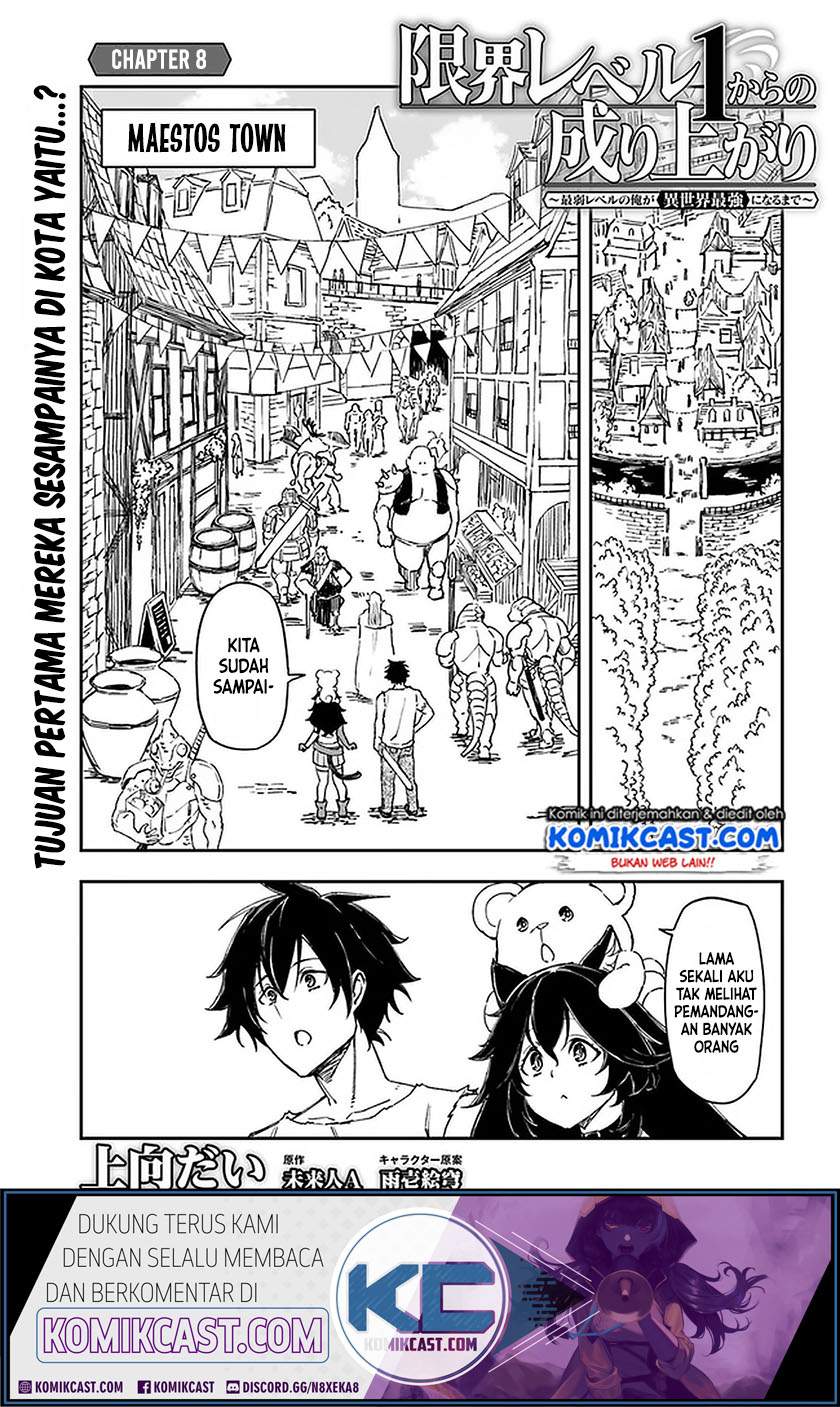 CHAPTER 8
限界レベル1からの
成り上がり
～最弱レベルの俺が異世界最強になるまで～
MAESTOS TOWN
TUJUAN PERTAMA MEREKA SESAMPAINYA DI KOTA YAITU...?
KITA
SUDAH
SAMPAI-
Komik ini diterjemahkan & diedit oleh
KOMIKCAST.COM
BUKAN WEB LAIN!!
LAMA
SEKALI AKU
TAK MELIHAT
PEMANDANG-
AN BANYAK
ORANG
上向だい
原作
未来人A
キャラクター原案
雨壱絵穹
DUKUNG TERUS KAMI
DENGAN SELALU MEMBACA
DAN BERKOMENTAR DI
KOMIKCAST.COM
KC
KOMIKCAST.COM
KOMIKCAST.COM
KOMIKCAST
DISCORD.GG/N8XEKA8